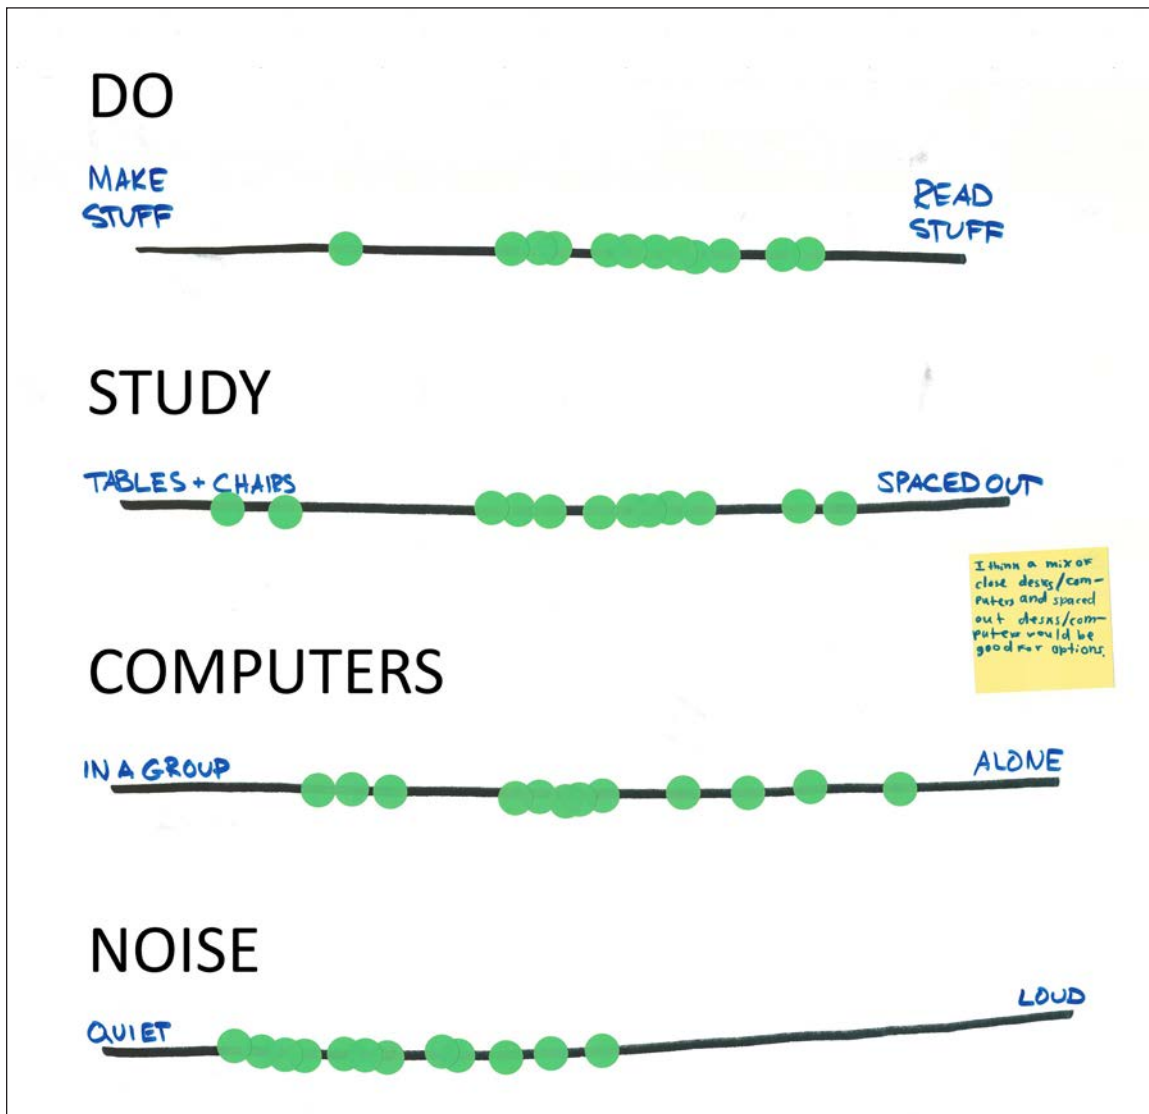 DO
MAKE
STUFF
READ
STUFF
STUDY
TABLES + CHAIRS
SPACED OUT
I think a mix of
close desks/com-
puters and spaced
out desks/com-
puters would be
good for options.
COMPUTERS
IN A GROUP
ALONE
NOISE
QUIET
LOUD